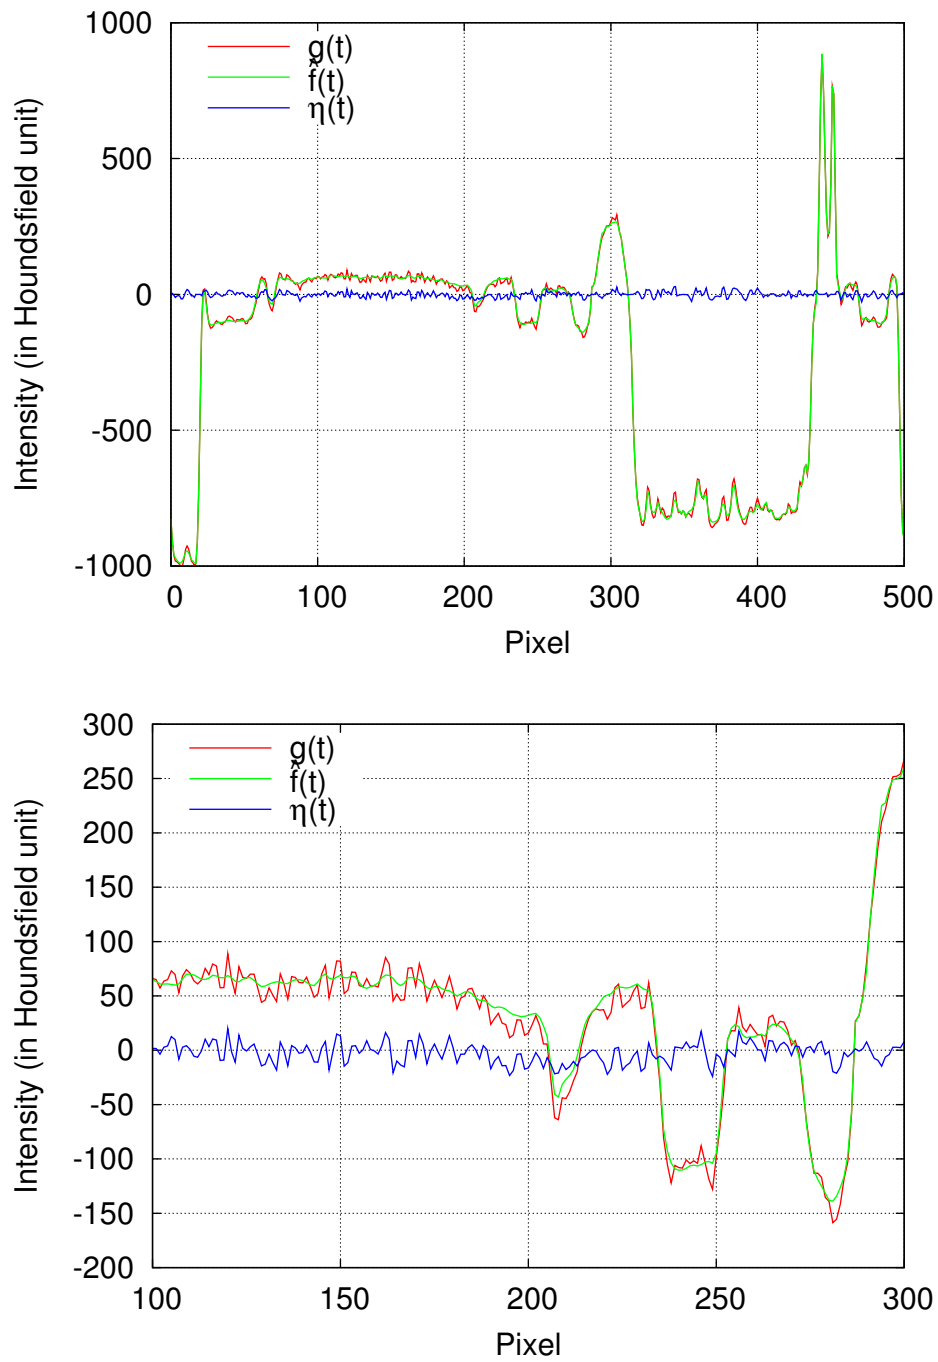 1000
500
0
-500
-1000
Intensity (in Houndsfield unit)
g(t)
f̂(t)
η(t)
0 100 200 300 400 500
Pixel
300
250
200
150
100
50
0
-50
-100
-150
-200
Intensity (in Houndsfield unit)
g(t)
f̂(t)
η(t)
100 150 200 250 300
Pixel